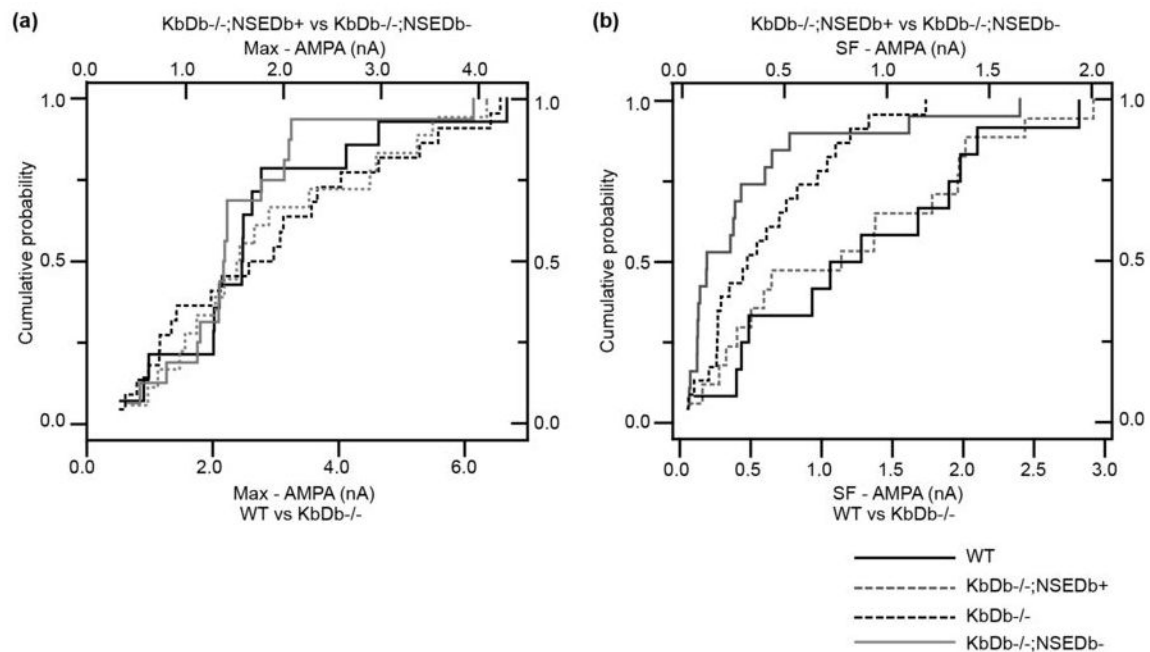 (a)
KbDb-/-;NSEDb+ vs KbDb-/-;NSEDb-
Max - AMPA (nA)
0.0 1.0 2.0 3.0 4.0
1.0
0.5
0.0
Cumulative probability
1.0
0.5
0.0
0.0 2.0 4.0 6.0
Max - AMPA (nA)
WT vs KbDb-/-
(b)
KbDb-/-;NSEDb+ vs KbDb-/-;NSEDb-
SF - AMPA (nA)
0.0 0.5 1.0 1.5 2.0
1.0
0.5
0.0
Cumulative probability
1.0
0.5
0.0
0.0 0.5 1.0 1.5 2.0 2.5 3.0
SF - AMPA (nA)
WT vs KbDb-/-
WT
KbDb-/-;NSEDb+
KbDb-/-
KbDb-/-;NSEDb-